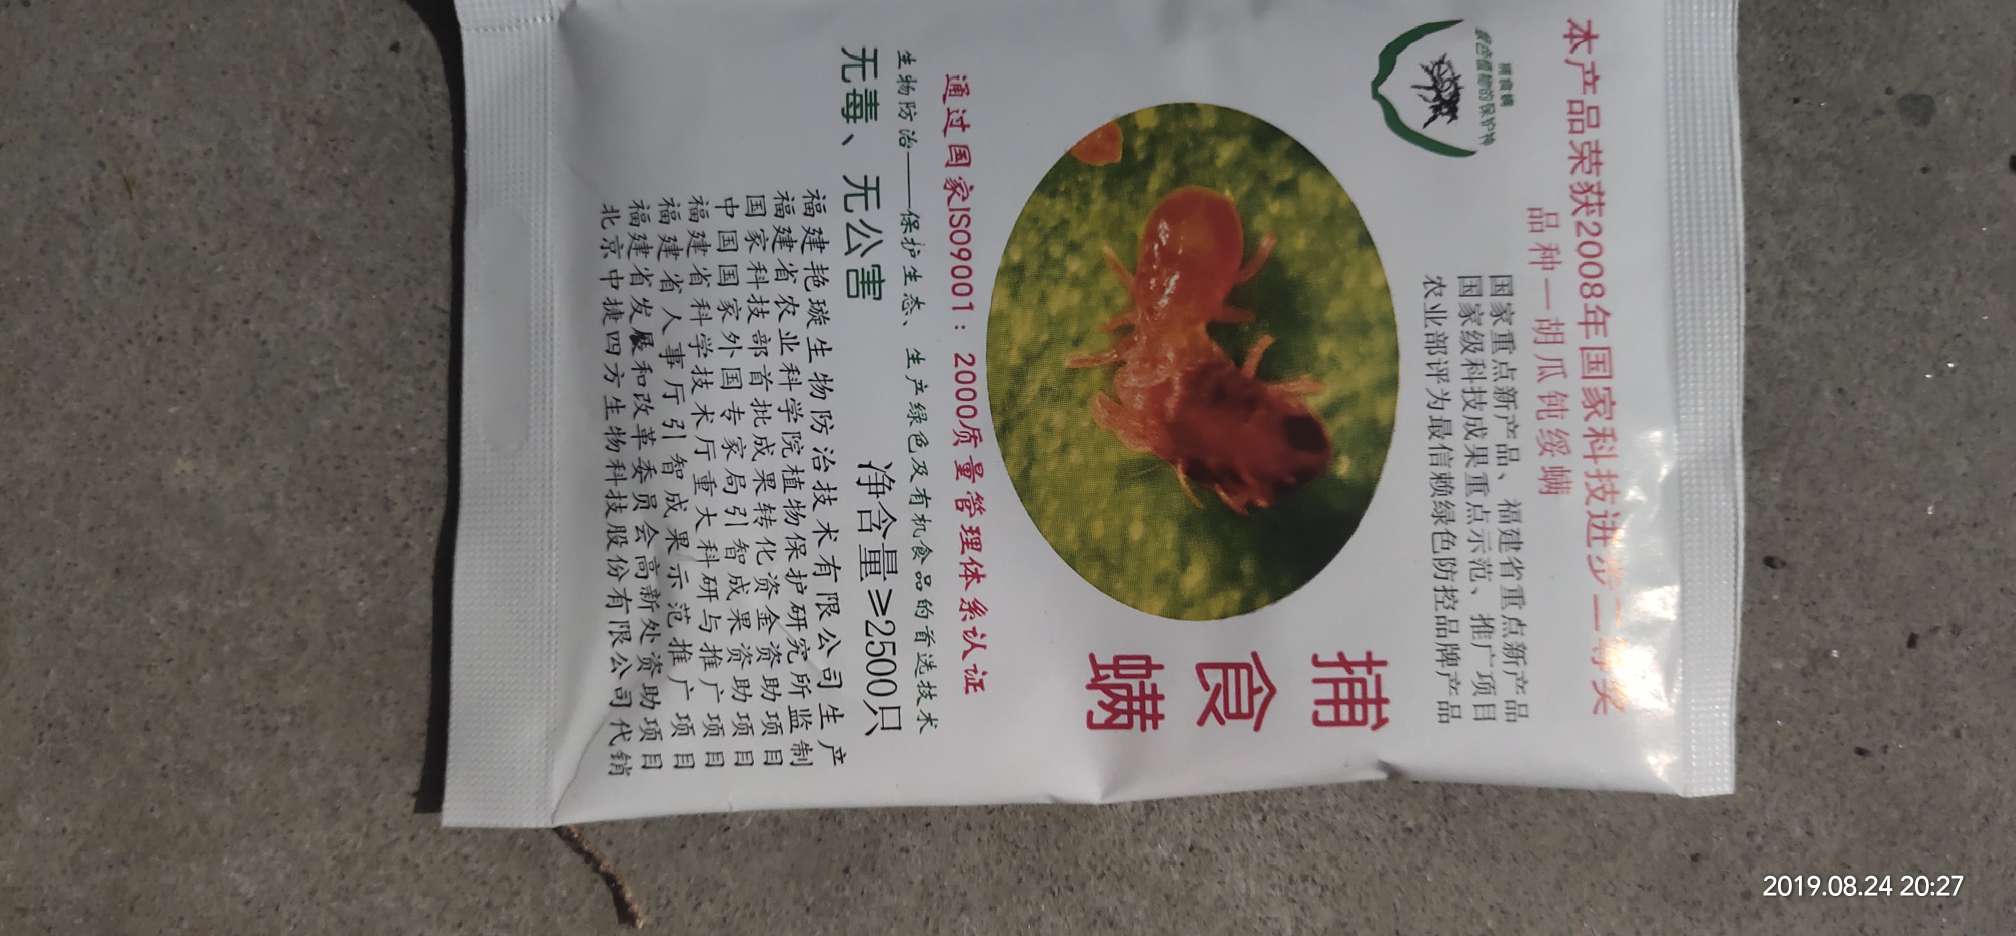 本产品荣获2008年国家科技进步二等奖
品种—胡瓜钝绥螨
捕食螨
绿色植物的保护神
国家重点新产品、福建省重点新产品
国家级科技成果重点示范、推广项目
农业部评为最信赖绿色防控品牌产品
捕食螨
通过国家ISO9001：2000质量管理体系认证
生物防治——保护生态、生产绿色及有机食品的首选技术
无毒、无公害
净含量≥2500只
福建艳璇生物防治技术有限公司生产
福建省农业科学院植物保护研究所监制
国家科技部首批成果转化资金资助项目
中国国家外国专家局引智成果资助项目
福建省科学技术厅重大科研与推广项目
福建省人事厅引智成果示范推广项目
福建省发展和改革委员会高新处资助项目
北京中捷四方生物科技股份有限公司代销
2019.08.24 20:27